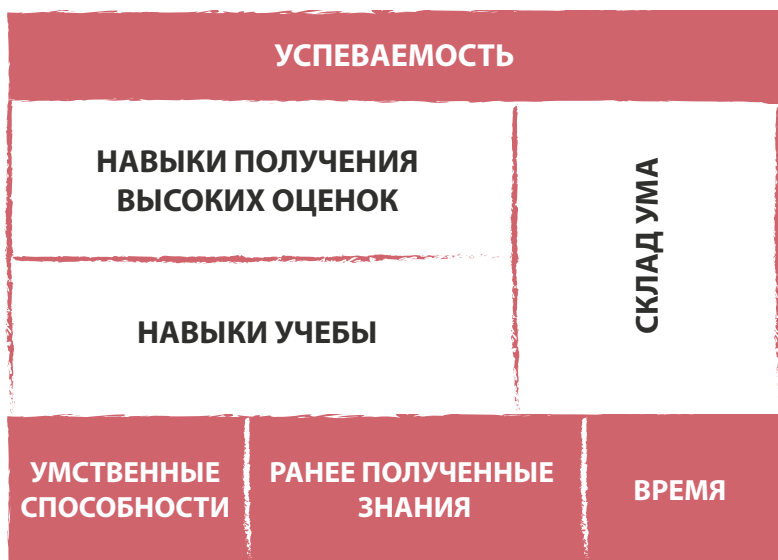 УСПЕВАЕМОСТЬ
НАВЫКИ ПОЛУЧЕНИЯ
ВЫСОКИХ ОЦЕНОК
СКЛАД УМА
НАВЫКИ УЧЕБЫ
УМСТВЕННЫЕ
СПОСОБНОСТИ
РАНЕЕ ПОЛУЧЕННЫЕ
ЗНАНИЯ
ВРЕМЯ